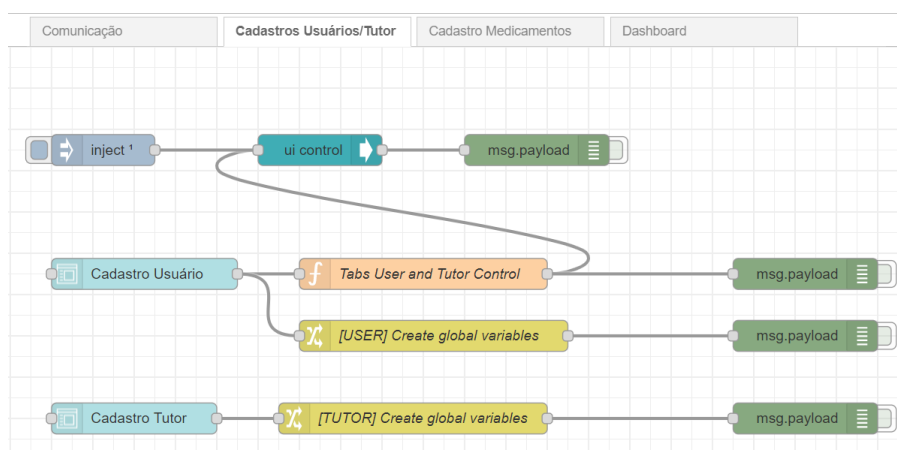 Comunicação
Cadastros Usuários/Tutor
Cadastro Medicamentos
Dashboard
inject ¹
ui control
msg.payload
Cadastro Usuário
Tabs User and Tutor Control
msg.payload
[USER] Create global variables
msg.payload
Cadastro Tutor
[TUTOR] Create global variables
msg.payload